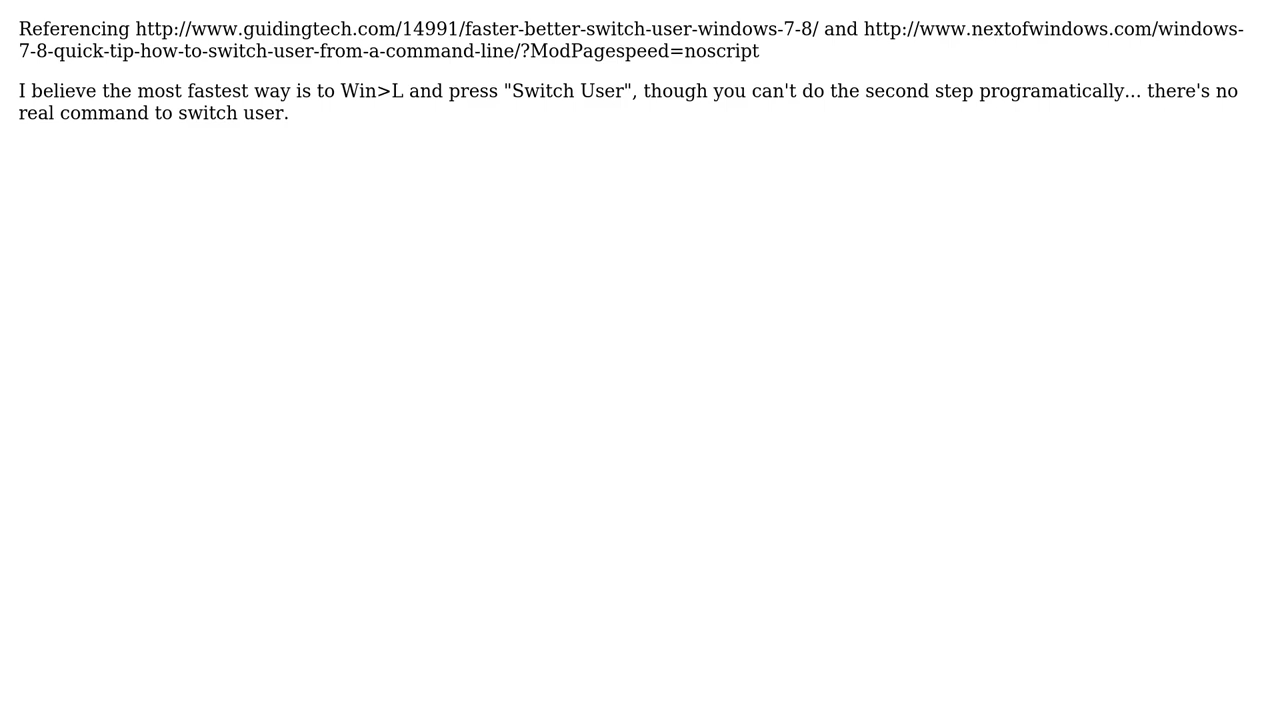 Referencing http://www.guidingtech.com/14991/faster-better-switch-user-windows-7-8/ and http://www.nextofwindows.com/windows-
7-8-quick-tip-how-to-switch-user-from-a-command-line/?ModPagespeed=noscript
I believe the most fastest way is to Win>L and press "Switch User", though you can't do the second step programatically... there's no
real command to switch user.